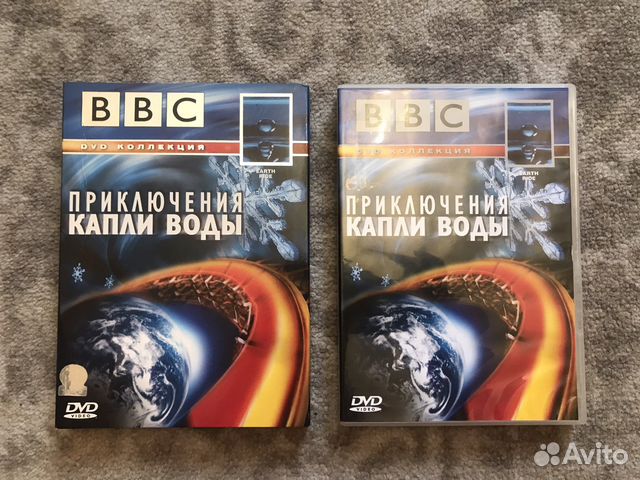 BBC
DVD КОЛЛЕКЦИЯ
EARTH
RIDE
ПРИКЛЮЧЕНИЯ
КАПЛИ ВОДЫ
DVD
VIDEO
BBC
DVD КОЛЛЕКЦИЯ
EARTH
RIDE
ПРИКЛЮЧЕНИЯ
КАПЛИ ВОДЫ
DVD
VIDEO
Avito